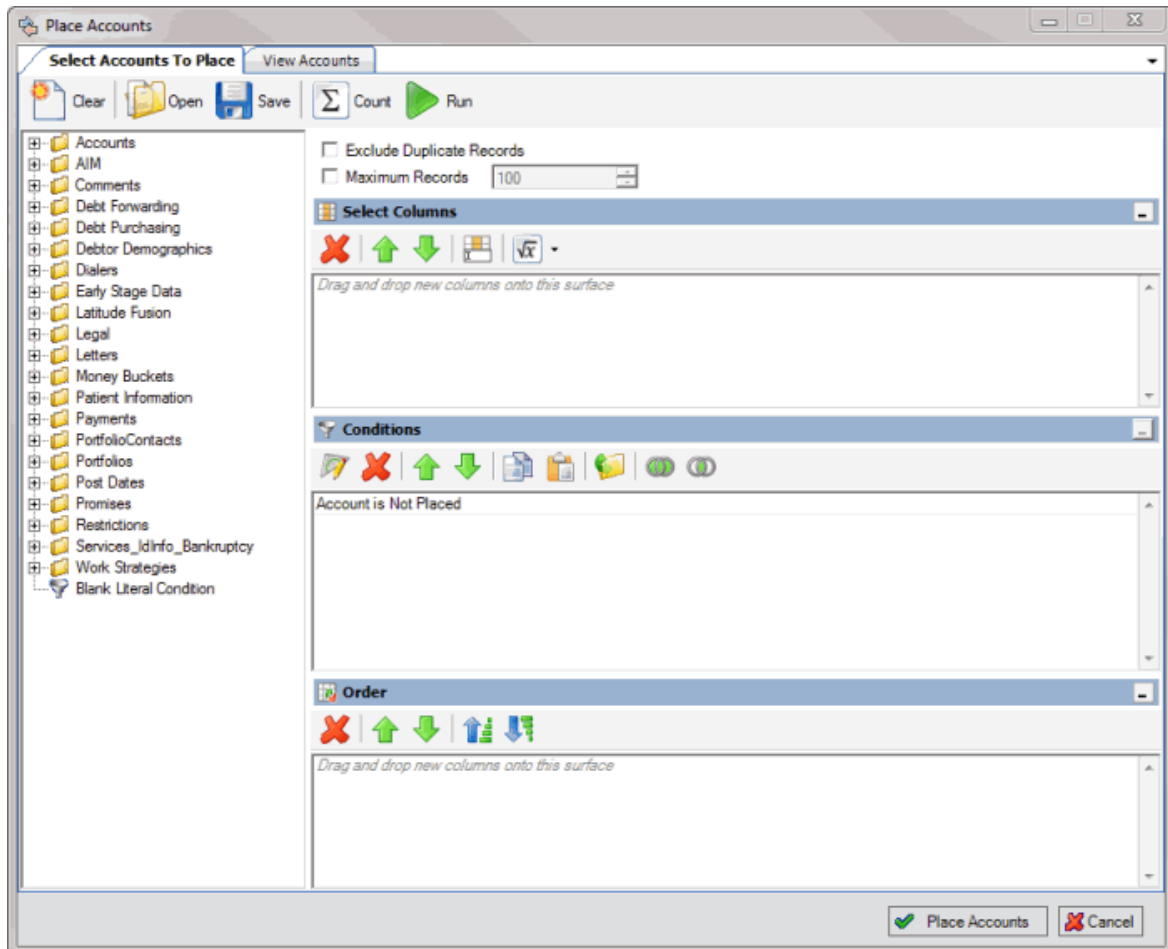 Place Accounts
Select Accounts To Place View Accounts
Clear Open Save Σ Count Run
Accounts
AIM
Comments
Debt Forwarding
Debt Purchasing
Debtor Demographics
Dialers
Early Stage Data
Latitude Fusion
Legal
Letters
Money Buckets
Patient Information
Payments
PortfolioContacts
Portfolios
Post Dates
Promises
Restrictions
Services_IdInfo_Bankruptcy
Work Strategies
Blank Literal Condition
Exclude Duplicate Records
Maximum Records 100
Select Columns
√x
Drag and drop new columns onto this surface
Conditions
Account is Not Placed
Order
Drag and drop new columns onto this surface
Place Accounts Cancel